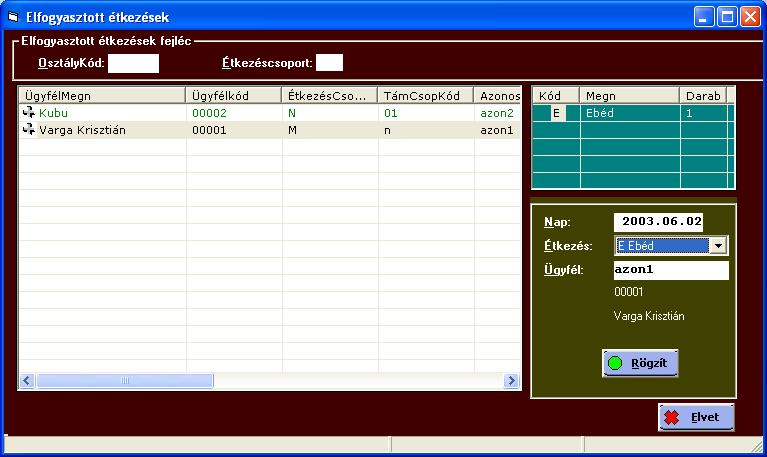 Elfogyasztott étkezések
Elfogyasztott étkezések fejléc
OsztályKód:
Étkezéscsoport:
ÜgyfélMegn Ügyfélkód ÉtkezésCso... TámCsopKód Azonos
Kubu 00002 N 01 azon2
Varga Krisztián 00001 M n azon1
Kód Megn Darab
E Ebéd 1
Nap: 2003.06.02
Étkezés: E Ebéd
Ügyfél: azon1
00001
Varga Krisztián
Rögzít
Elvet